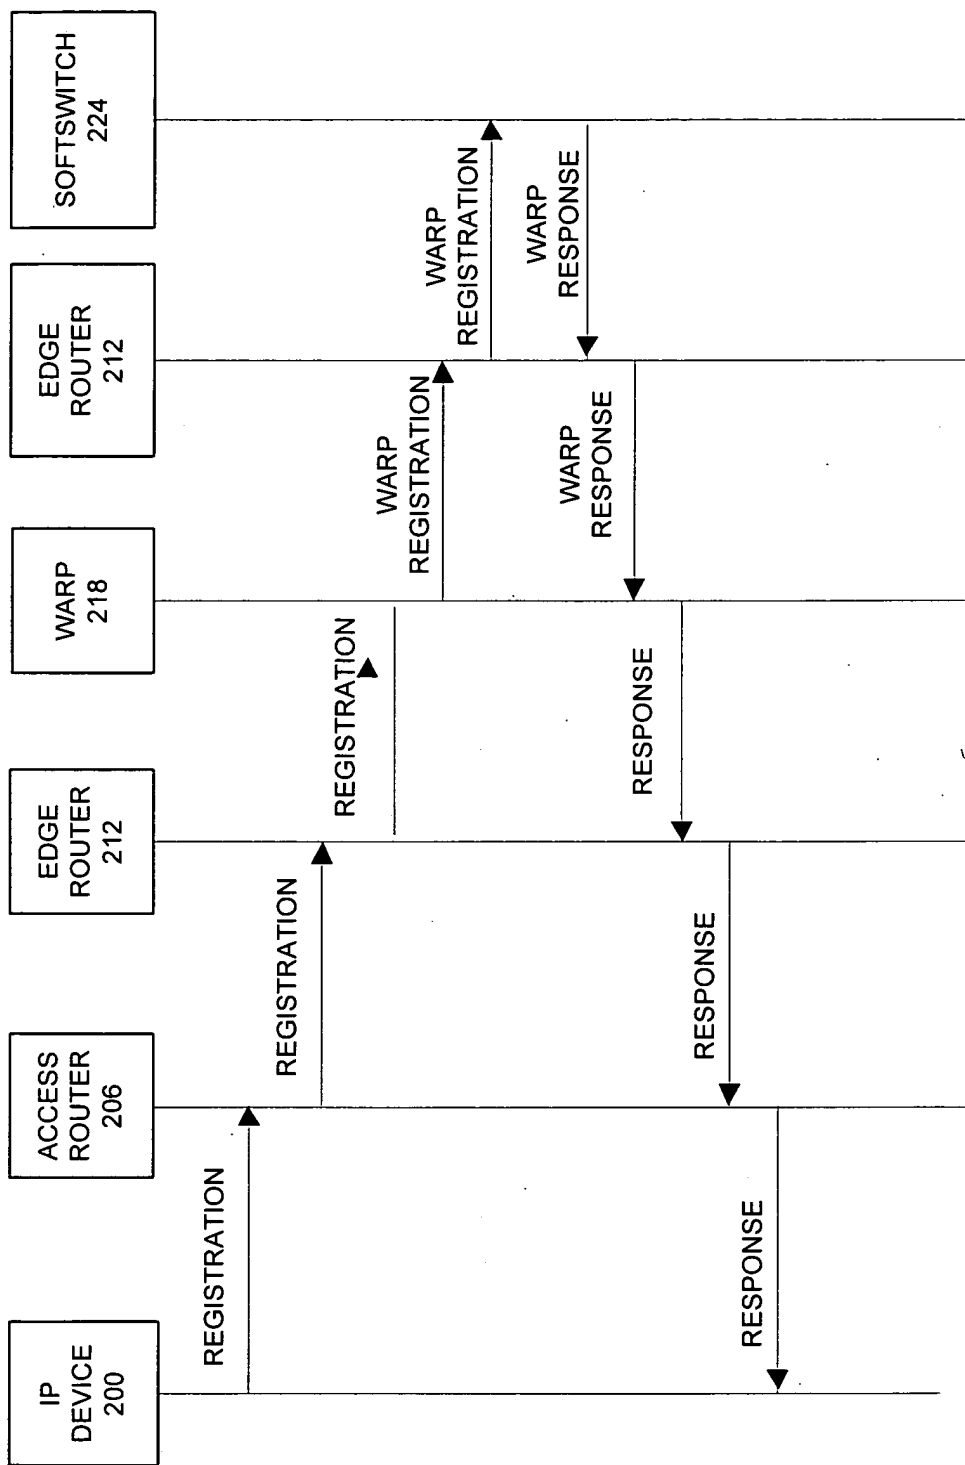 IP
DEVICE
200
ACCESS
ROUTER
206
EDGE
ROUTER
212
WARP
218
EDGE
ROUTER
212
SOFTSWITCH
224
REGISTRATION
REGISTRATION
REGISTRATION
WARP
REGISTRATION
WARP
REGISTRATION
WARP
RESPONSE
WARP
RESPONSE
RESPONSE
RESPONSE
RESPONSE